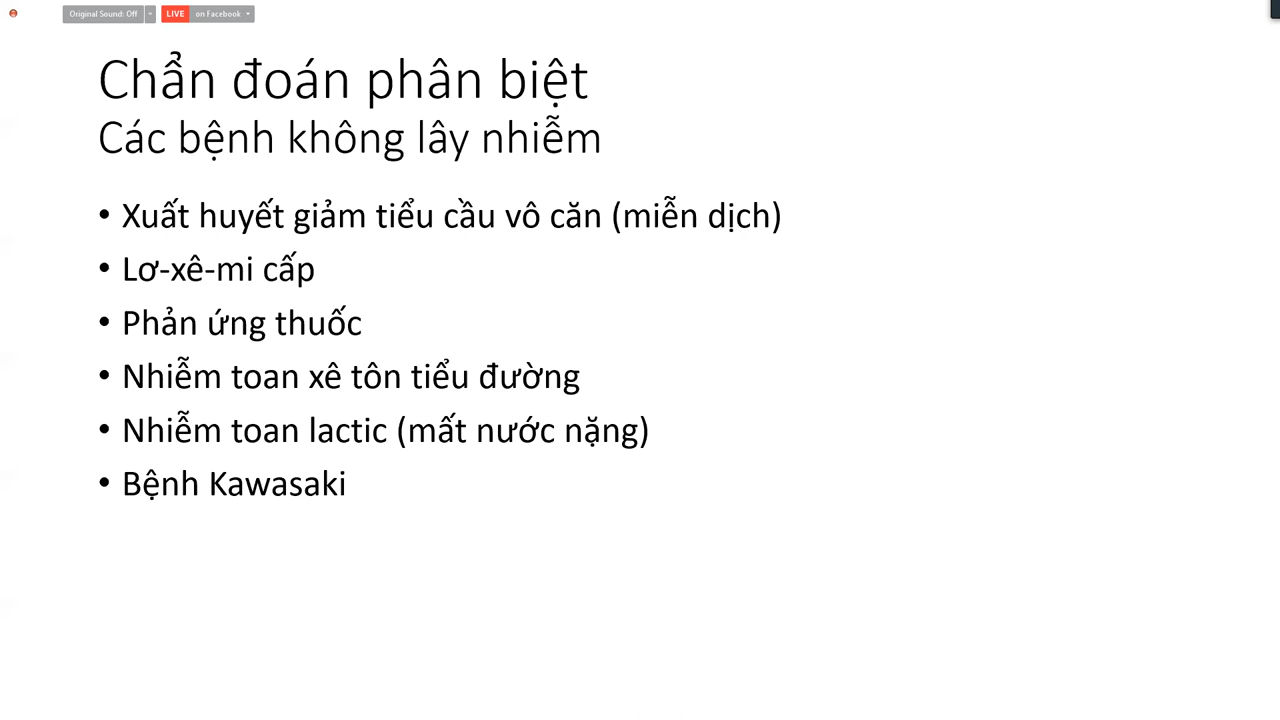 Original Sound: Off LIVE on Facebook
Chẩn đoán phân biệt
Các bệnh không lây nhiễm
• Xuất huyết giảm tiểu cầu vô căn (miễn dịch)
• Lơ-xê-mi cấp
• Phản ứng thuốc
• Nhiễm toan xê tôn tiểu đường
• Nhiễm toan lactic (mất nước nặng)
• Bệnh Kawasaki